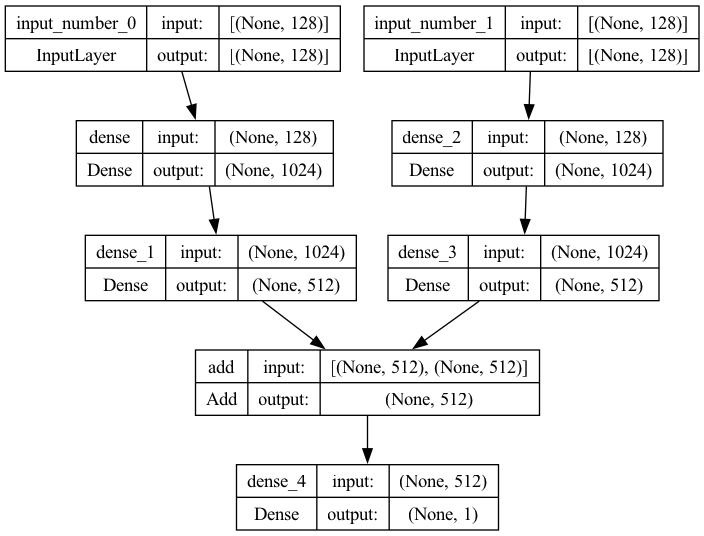 input_number_0 input: [(None, 128)]
InputLayer output: [(None, 128)]
input_number_1 input: [(None, 128)]
InputLayer output: [(None, 128)]
dense input: (None, 128)
Dense output: (None, 1024)
dense_2 input: (None, 128)
Dense output: (None, 1024)
dense_1 input: (None, 1024)
Dense output: (None, 512)
dense_3 input: (None, 1024)
Dense output: (None, 512)
add input: [(None, 512), (None, 512)]
Add output: (None, 512)
dense_4 input: (None, 512)
Dense output: (None, 1)